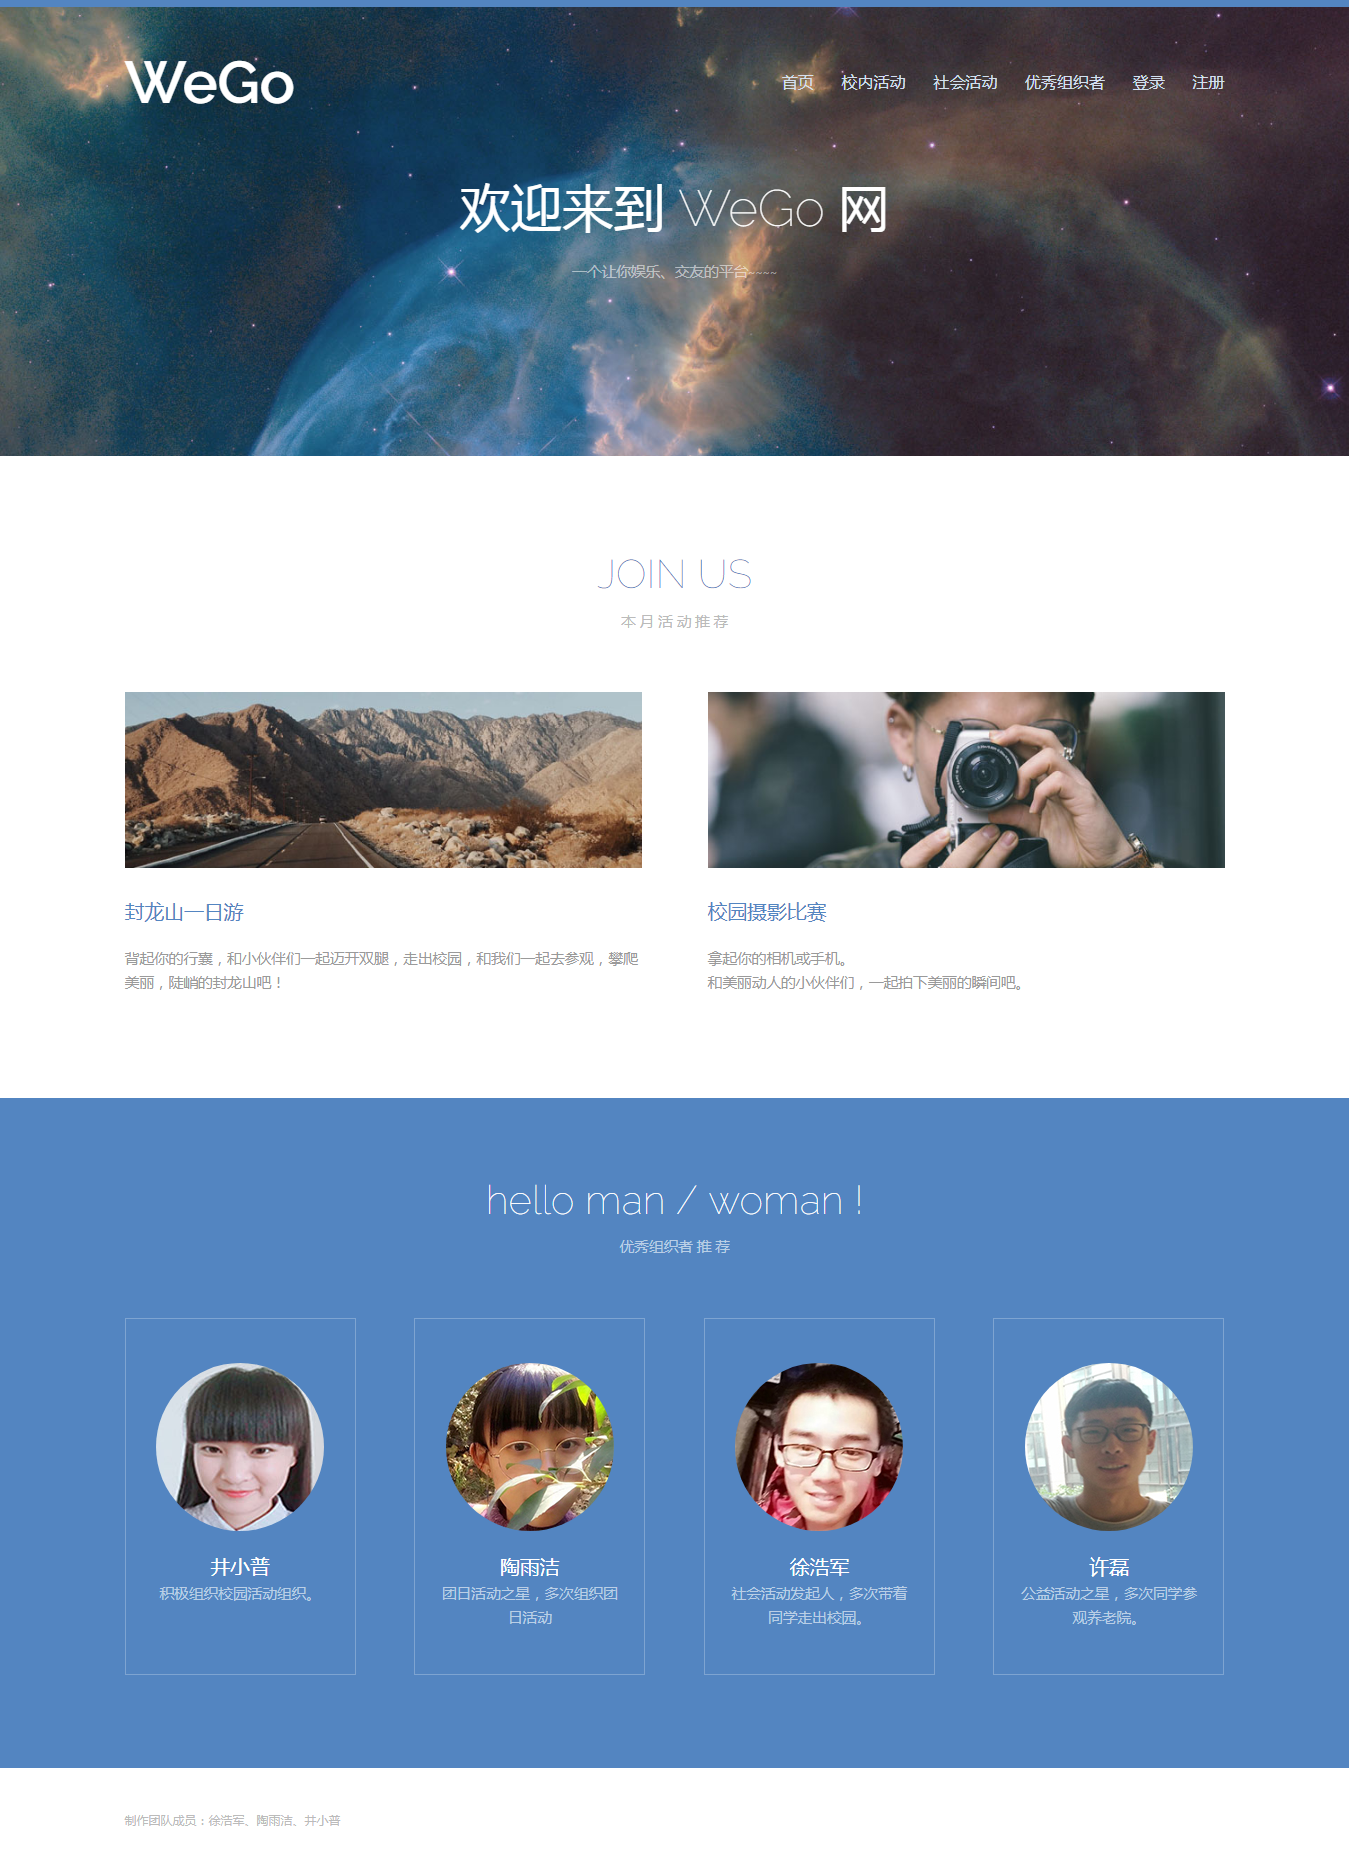 WeGo
首页 校内活动 社会活动 优秀组织者 登录 注册
欢迎来到 WeGo 网
一个让你娱乐、交友的平台~~~~
JOIN US
本月活动推荐
封龙山一日游
背起你的行囊，和小伙伴们一起迈开双腿，走出校园，和我们一起去参观，攀爬
美丽，陡峭的封龙山吧！
校园摄影比赛
拿起你的相机或手机。
和美丽动人的小伙伴们，一起拍下美丽的瞬间吧。
hello man / woman !
优秀组织者 推 荐
井小普
积极组织校园活动组织。
陶雨洁
团日活动之星，多次组织团
日活动
徐浩军
社会活动发起人，多次带着
同学走出校园。
许磊
公益活动之星，多次同学参
观养老院。
制作团队成员：徐浩军、陶雨洁、井小普